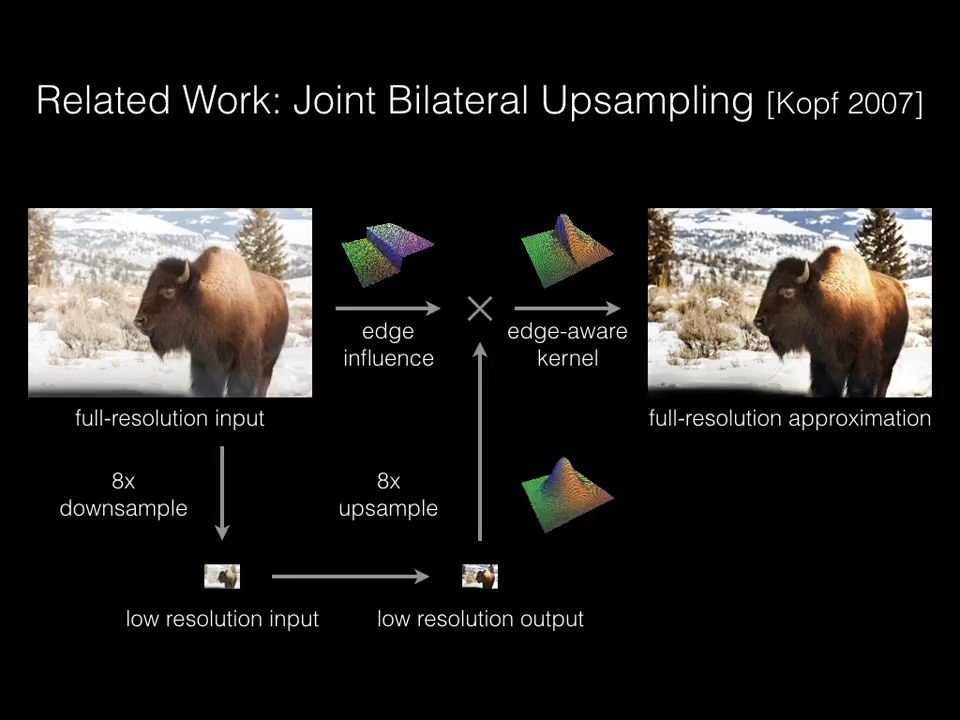 Related Work: Joint Bilateral Upsampling [Kopf 2007]
edge
influence
edge-aware
kernel
full-resolution input
full-resolution approximation
8x
downsample
8x
upsample
low resolution input
low resolution output